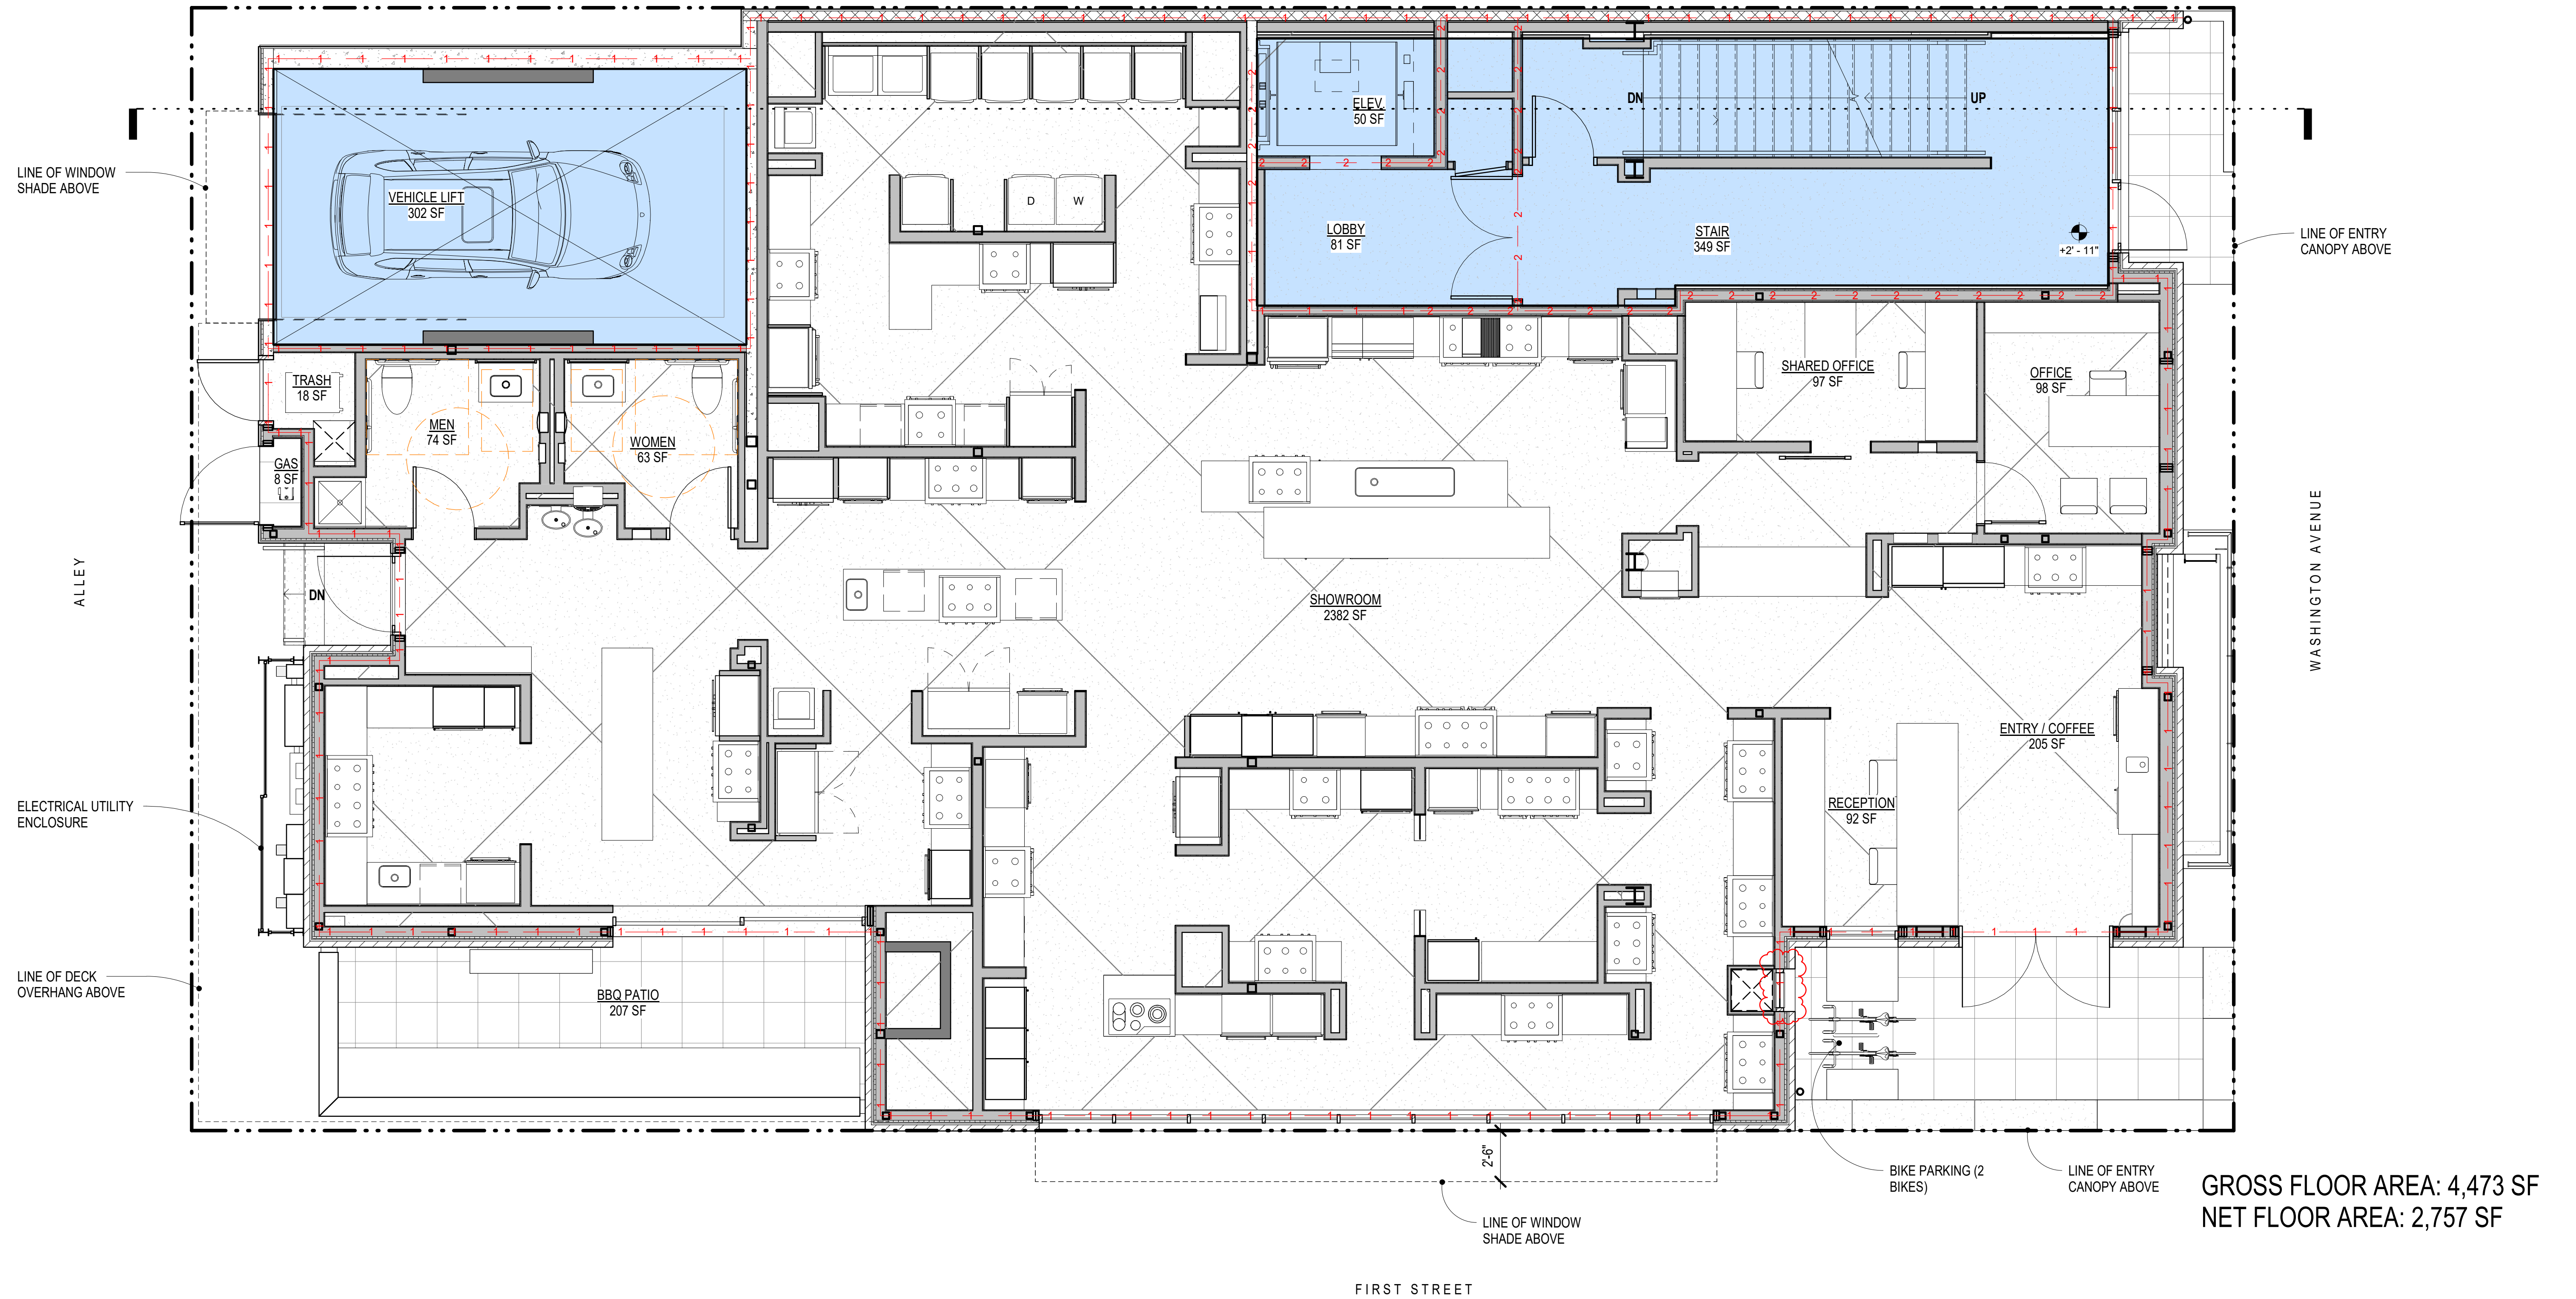 ELEV.
50 SF
DN
UP
LINE OF WINDOW
SHADE ABOVE
VEHICLE LIFT
302 SF
D
W
LOBBY
81 SF
STAIR
349 SF
+2' - 11"
LINE OF ENTRY
CANOPY ABOVE
TRASH
18 SF
SHARED OFFICE
97 SF
OFFICE
98 SF
MEN
74 SF
WOMEN
63 SF
GAS
8 SF
ALLEY
DN
SHOWROOM
2382 SF
WASHINGTON AVENUE
ENTRY / COFFEE
205 SF
ELECTRICAL UTILITY
ENCLOSURE
RECEPTION
92 SF
LINE OF DECK
OVERHANG ABOVE
BBQ PATIO
207 SF
2'-6"
BIKE PARKING (2
BIKES)
LINE OF ENTRY
CANOPY ABOVE
GROSS FLOOR AREA: 4,473 SF
NET FLOOR AREA: 2,757 SF
LINE OF WINDOW
SHADE ABOVE
FIRST STREET